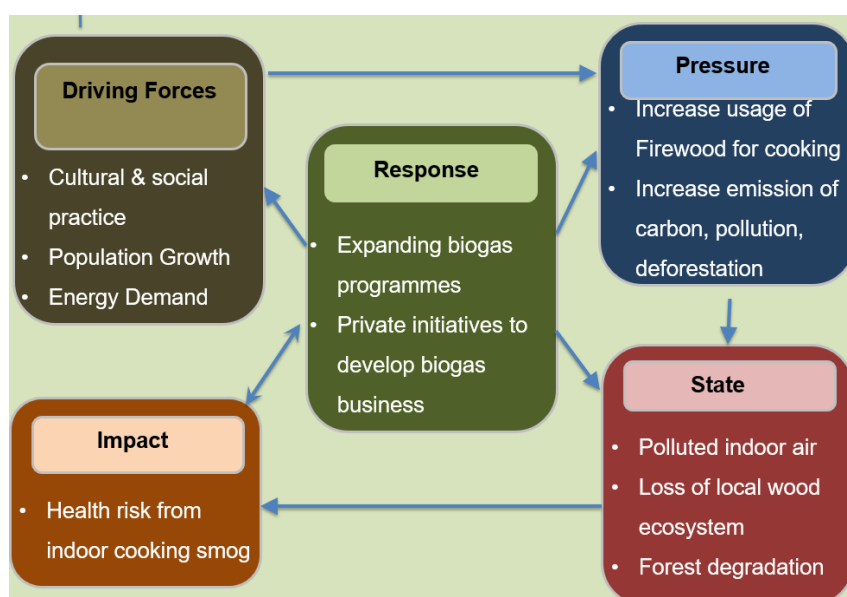 Driving Forces
• Cultural & social
practice
• Population Growth
• Energy Demand
Response
• Expanding biogas
programmes
• Private initiatives to
develop biogas
business
Pressure
• Increase usage of
Firewood for cooking
• Increase emission of
carbon, pollution,
deforestation
Impact
• Health risk from
indoor cooking smog
State
• Polluted indoor air
• Loss of local wood
ecosystem
• Forest degradation